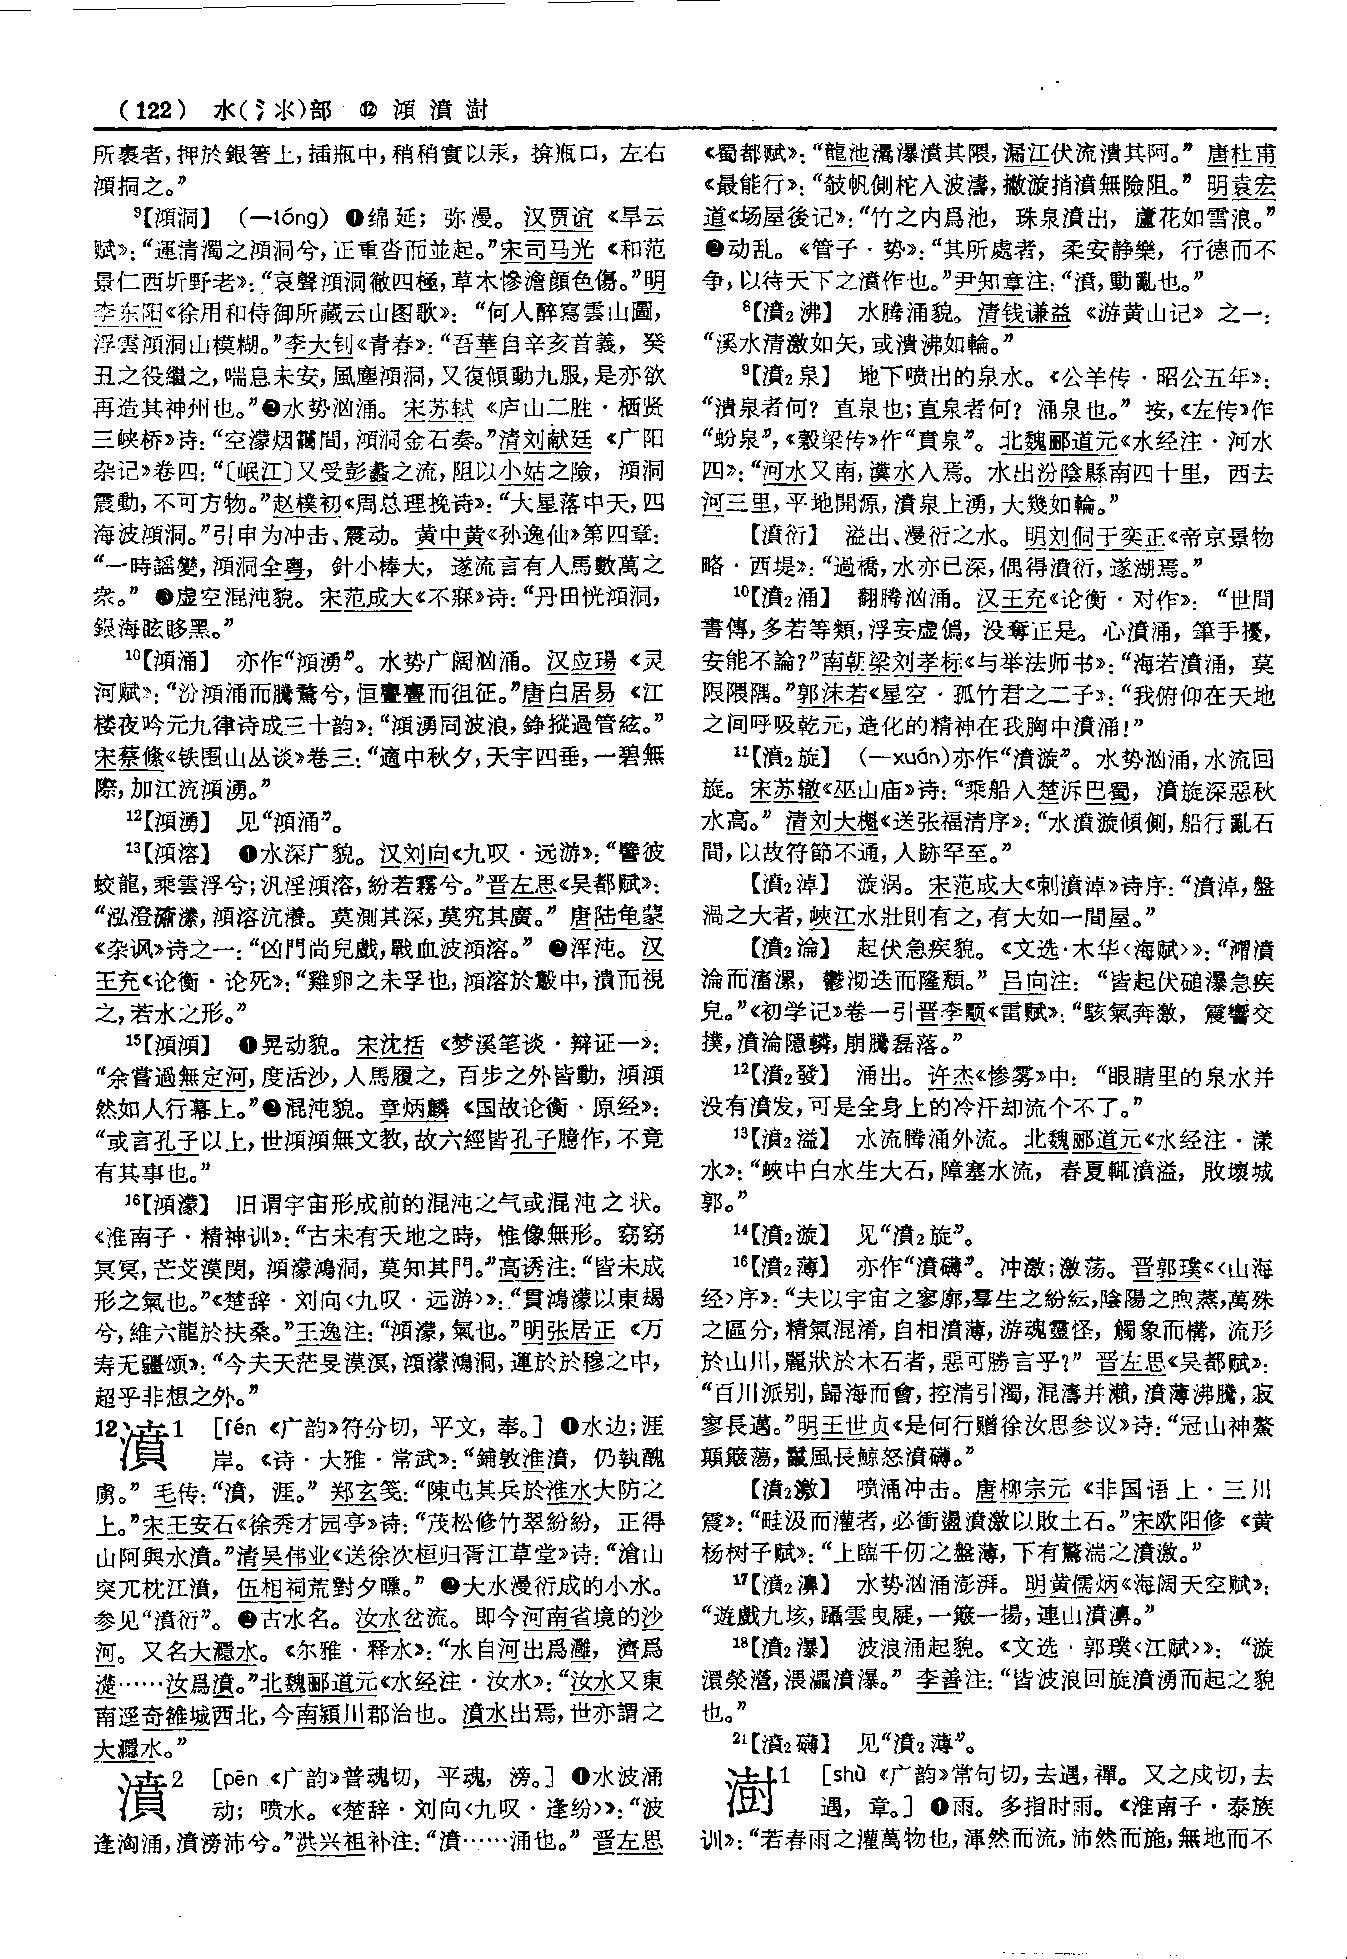 （122） 水(氵氺)部 ⑫ 澒濆澍
所裹者，押於銀箸上，插瓶中，稍稍實以汞，揜瓶口，左右
澒挏之。”
⁹【澒洞】 (一tóng) ❶绵延；弥漫。汉贾谊《旱云
赋》：“運清濁之澒洞兮，正重沓而並起。”宋司马光《和范
景仁西圻野老》：“哀聲澒洞徹四極，草木慘澹顔色傷。”明
李东阳《徐用和侍御所藏云山图歌》：“何人醉寫雲山圖，
浮雲澒洞山模糊。”李大钊《青春》：“吾華自辛亥首義，癸
丑之役繼之，喘息未安，風塵澒洞，又復傾動九服，是亦欲
再造其神州也。”❷水势汹涌。宋苏轼《庐山二胜·栖贤
三峡桥》诗：“空濛烟靄間，澒洞金石奏。”清刘献廷《广阳
杂记》卷四：“〔岷江〕又受彭蠡之流，阻以小姑之險，澒洞
震動，不可方物。”赵樸初《周总理挽诗》：“大星落中天，四
海波澒洞。”引申为冲击、震动。黄中黄《孙逸仙》第四章：
“一時謡變，澒洞全粤，針小棒大，遂流言有人馬數萬之
衆。”❸虚空混沌貌。宋范成大《不寐》诗：“丹田恍澒洞，
銀海眩眵黑。”
¹⁰【澒涌】 亦作“澒湧”。水势广阔汹涌。汉应瑒《灵
河赋》：“汾澒涌而騰騖兮，恒亹亹而徂征。”唐白居易《江
楼夜吟元九律诗成三十韵》：“澒湧同波浪，錚摐過管絃。”
宋蔡絛《铁围山丛谈》卷三：“適中秋夕，天宇四垂，一碧無
際，加江流澒湧。”
¹²【澒湧】 见“澒涌”。
¹³【澒溶】 ❶水深广貌。汉刘向《九叹·远游》：“譬彼
蛟龍，乘雲浮兮；汎淫澒溶，紛若霧兮。”晋左思《吴都赋》：
“泓澄奫潫，澒溶沆瀁。莫測其深，莫究其廣。”唐陆龟蒙
《杂讽》诗之一：“凶門尚兒戲，戰血波澒溶。”❷浑沌。汉
王充《论衡·论死》：“雞卵之未孚也，澒溶於鷇中，潰而視
之，若水之形。”
¹⁵【澒澒】 ❶晃动貌。宋沈括《梦溪笔谈·辩证一》：
“余嘗過無定河，度活沙，人馬履之，百步之外皆動，澒澒
然如人行幕上。”❷混沌貌。章炳麟《国故论衡·原经》：
“或言孔子以上，世澒澒無文教，故六經皆孔子臆作，不竟
有其事也。”
¹⁶【澒濛】 旧谓宇宙形成前的混沌之气或混沌之状。
《淮南子·精神训》：“古未有天地之時，惟像無形。窈窈
冥冥，芒芠漠閔，澒濛鴻洞，莫知其門。”高诱注：“皆未成
形之氣也。”《楚辞·刘向〈九叹·远游〉》：“貫鴻濛以東朅
兮，維六龍於扶桑。”王逸注：“澒濛，氣也。”明张居正《万
寿无疆颂》：“今夫天茫旻漠溟，澒濛鴻洞，運於於穆之中，
超乎非想之外。”
12濆1 [fén《广韵》符分切，平文，奉。] ❶水边；涯
岸。《诗·大雅·常武》：“鋪敦淮濆，仍執醜
虜。”毛传：“濆，涯。”郑玄笺：“陳屯其兵於淮水大防之
上。”宋王安石《徐秀才园亭》诗：“茂松修竹翠紛紛，正得
山阿與水濆。”清吴伟业《送徐次桓归胥江草堂》诗：“滄山
突兀枕江濆，伍相祠荒對夕曛。”❷大水漫衍成的小水。
参见“濆衍”。❸古水名。汝水岔流。即今河南省境的沙
河。又名大濦水。《尔雅·释水》：“水自河出爲灉，濟爲
濋……汝爲濆。”北魏郦道元《水经注·汝水》：“汝水又東
南逕奇雒城西北，今南潁川郡治也。濆水出焉，世亦謂之
大濦水。”
濆2 [pēn《广韵》普魂切，平魂，滂。] ❶水波涌
动；喷水。《楚辞·刘向〈九叹·逢纷〉》：“波
逢洶涌，濆滂沛兮。”洪兴祖补注：“濆……涌也。”晋左思
《蜀都赋》：“龍池瀥瀑濆其隈，漏江伏流潰其阿。”唐杜甫
《最能行》：“攲帆側柁入波濤，撇漩捎濆無險阻。”明袁宏
道《场屋後记》：“竹之内爲池，珠泉濆出，蘆花如雪浪。”
❷动乱。《管子·势》：“其所處者，柔安静樂，行德而不
争，以待天下之濆作也。”尹知章注：“濆，動亂也。”
⁸【濆₂沸】 水腾涌貌。清钱谦益《游黄山记》之一：
“溪水清激如矢，或濆沸如輪。”
⁹【濆₂泉】 地下喷出的泉水。《公羊传·昭公五年》：
“濆泉者何？直泉也；直泉者何？涌泉也。”按，《左传》作
“蚡泉”，《穀梁传》作“賁泉”。北魏郦道元《水经注·河水
四》：“河水又南，瀵水入焉。水出汾陰縣南四十里，西去
河三里，平地開源，濆泉上湧，大幾如輪。”
【濆衍】 溢出、漫衍之水。明刘侗于奕正《帝京景物
略·西堤》：“過橋，水亦已深，偶得濆衍，遂湖焉。”
¹⁰【濆₂涌】 翻腾汹涌。汉王充《论衡·对作》：“世間
書傳，多若等類，浮妄虚僞，没奪正是。心濆涌，筆手擾，
安能不論？”南朝梁刘孝标《与举法师书》：“海若濆涌，莫
限隈隅。”郭沫若《星空·孤竹君之二子》：“我俯仰在天地
之间呼吸乾元，造化的精神在我胸中濆涌！”
¹¹【濆₂旋】 (一xuán)亦作“濆漩”。水势汹涌，水流回
旋。宋苏辙《巫山庙》诗：“乘船入楚泝巴蜀，濆旋深惡秋
水高。”清刘大櫆《送张福清序》：“水濆漩傾側，船行亂石
間，以故符節不通，人跡罕至。”
【濆₂淖】 漩涡。宋范成大《刺濆淖》诗序：“濆淖，盤
渦之大者，峽江水壯則有之，有大如一間屋。”
【濆₂淪】 起伏急疾貌。《文选·木华〈海赋〉》：“潤濆
淪而滀漯，鬱沏迭而隆頽。”吕向注：“皆起伏磓瀑急疾
皃。”《初学记》卷一引晋李颙《雷赋》：“駭氣奔激，震響交
撲，濆淪隱轔，崩騰磊落。”
¹²【濆₂發】 涌出。许杰《惨雾》中：“眼睛里的泉水并
没有濆发，可是全身上的冷汗却流个不了。”
¹³【濆₂溢】 水流腾涌外流。北魏郦道元《水经注·漾
水》：“峽中白水生大石，障塞水流，春夏輒濆溢，敗壞城
郭。”
¹⁴【濆₂漩】 见“濆₂旋”。
¹⁶【濆₂薄】 亦作“濆礴”。冲激；激荡。晋郭璞《〈山海
经〉序》：“夫以宇宙之寥廓，羣生之紛紜，陰陽之煦蒸，萬殊
之區分，精氣混淆，自相濆薄，游魂靈怪，觸象而構，流形
於山川，麗狀於木石者，惡可勝言乎？”晋左思《吴都赋》：
“百川派别，歸海而會，控清引濁，混濤并瀨，濆薄沸騰，寂
寥長邁。”明王世贞《是何行赠徐汝思参议》诗：“冠山神鰲
顛簸蕩，颶風長鯨怒濆礴。”
【濆₂激】 喷涌冲击。唐柳宗元《非国语上·三川
震》：“畦汲而灌者，必衝盪濆激以敗土石。”宋欧阳修《黄
杨树子赋》：“上臨千仞之盤薄，下有驚湍之濆激。”
¹⁷【濆₂濞】 水势汹涌澎湃。明黄儒炳《海阔天空赋》：
“遊戲九垓，躡雲曳屣，一簸一揚，連山濆濞。”
¹⁸【濆₂瀑】 波浪涌起貌。《文选·郭璞〈江赋〉》：“漩
澴滎瀯，渨㵽濆瀑。”李善注：“皆波浪回旋濆湧而起之貌
也。”
²¹【濆₂礴】 见“濆₂薄”。
澍1 [shù《广韵》常句切，去遇，禪。又之戍切，去
遇，章。] ❶雨。多指时雨。《淮南子·泰族
训》：“若春雨之灌萬物也，渾然而流，沛然而施，無地而不